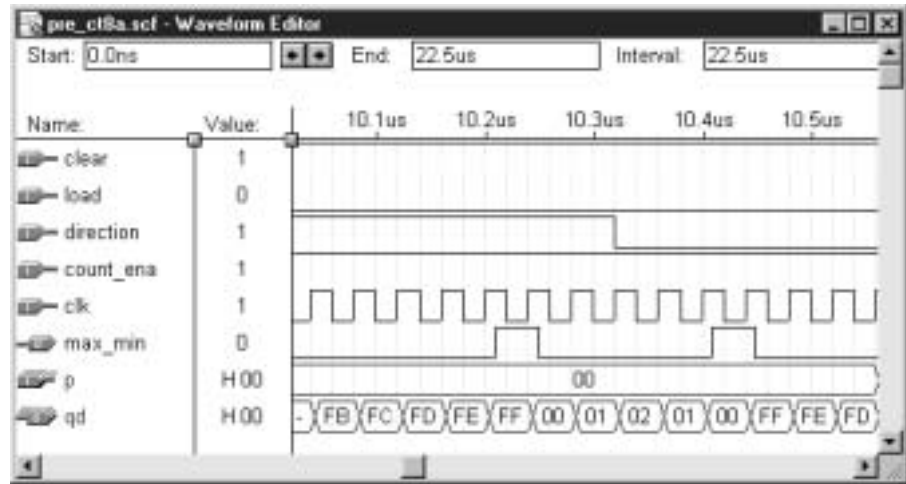 pre_ct8a.scf - Waveform Editor
Start: 0.0ns End: 22.5us Interval: 22.5us
Name: Value: 10.1us 10.2us 10.3us 10.4us 10.5us
clear 1
load 0
direction 1
count_ena 1
clk 1
max_min 0
p H 00 00
qd H 00 - FB FC FD FE FF 00 01 02 01 00 FF FE FD